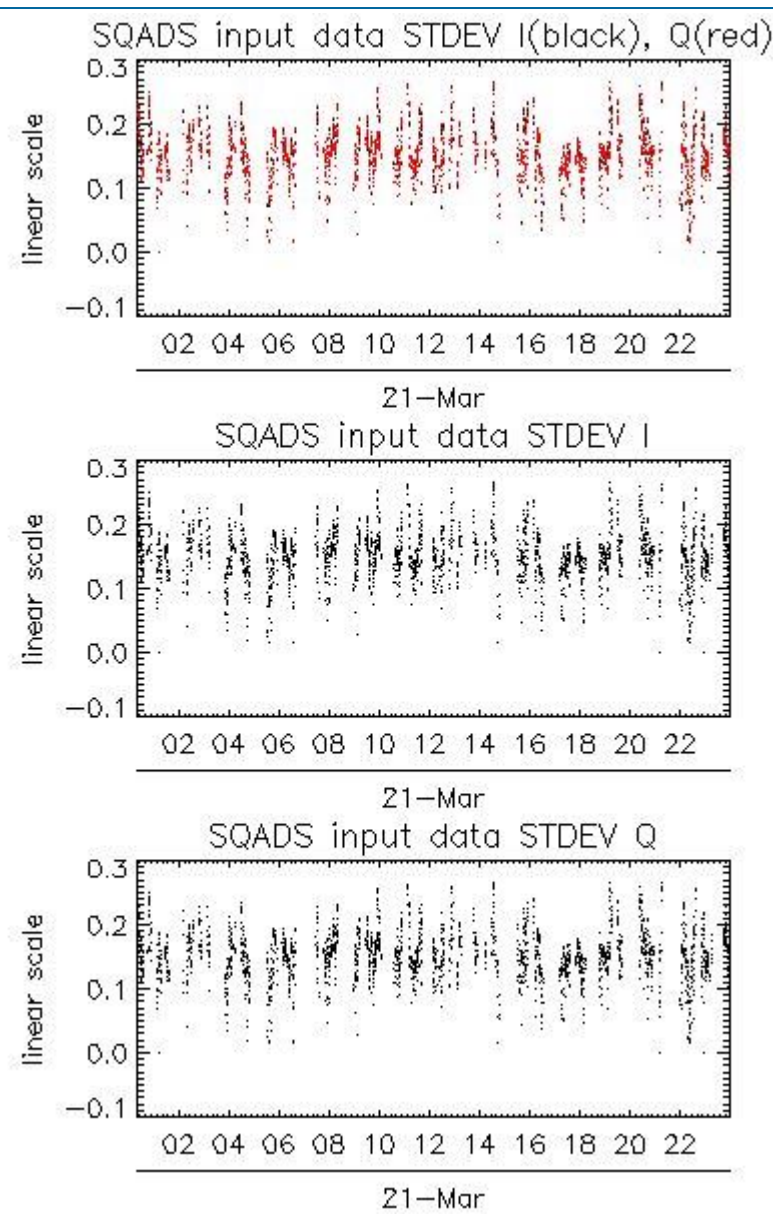 SQADS input data STDEV I(black), Q(red)
0.3
0.2
0.1
0.0
−0.1
linear scale
02 04 06 08 10 12 14 16 18 20 22
21−Mar
SQADS input data STDEV I
0.3
0.2
0.1
0.0
−0.1
linear scale
02 04 06 08 10 12 14 16 18 20 22
21−Mar
SQADS input data STDEV Q
0.3
0.2
0.1
0.0
−0.1
linear scale
02 04 06 08 10 12 14 16 18 20 22
21−Mar